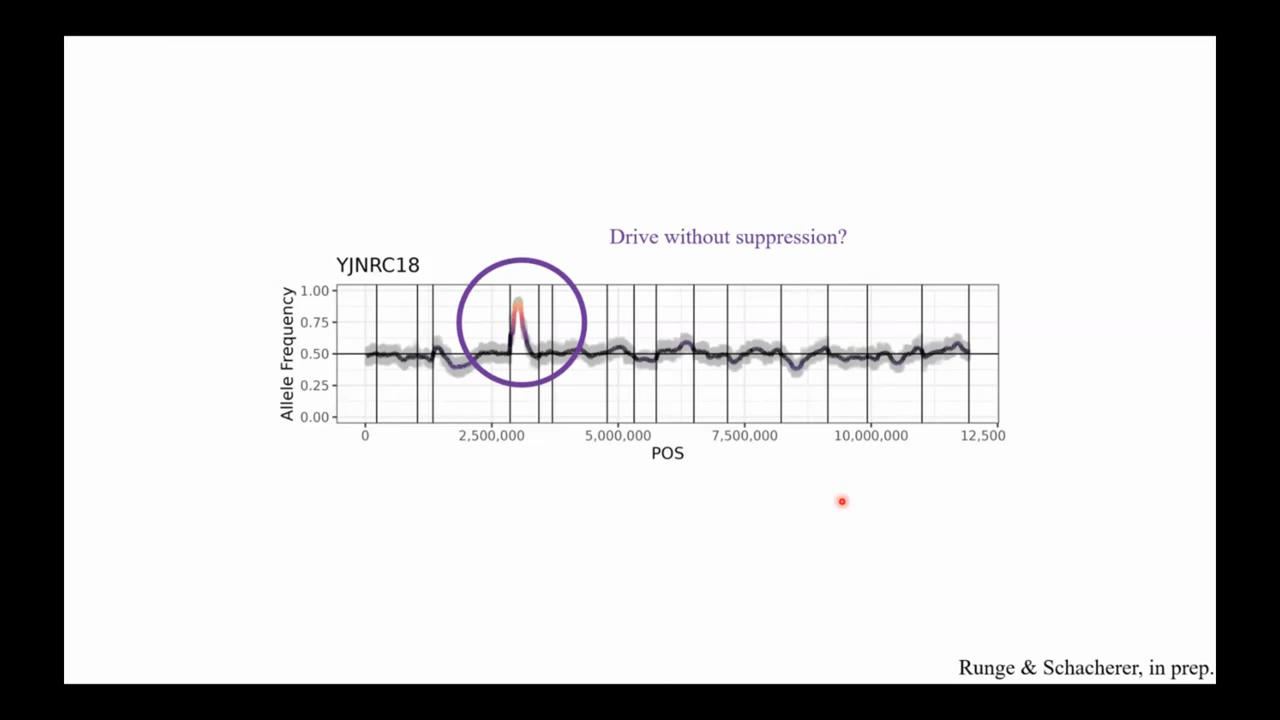 Drive without suppression?
YJNRC18
Allele Frequency
1.00
0.75
0.50
0.25
0.00
0 2,500,000 5,000,000 7,500,000 10,000,000 12,500
POS
Runge & Schacherer, in prep.